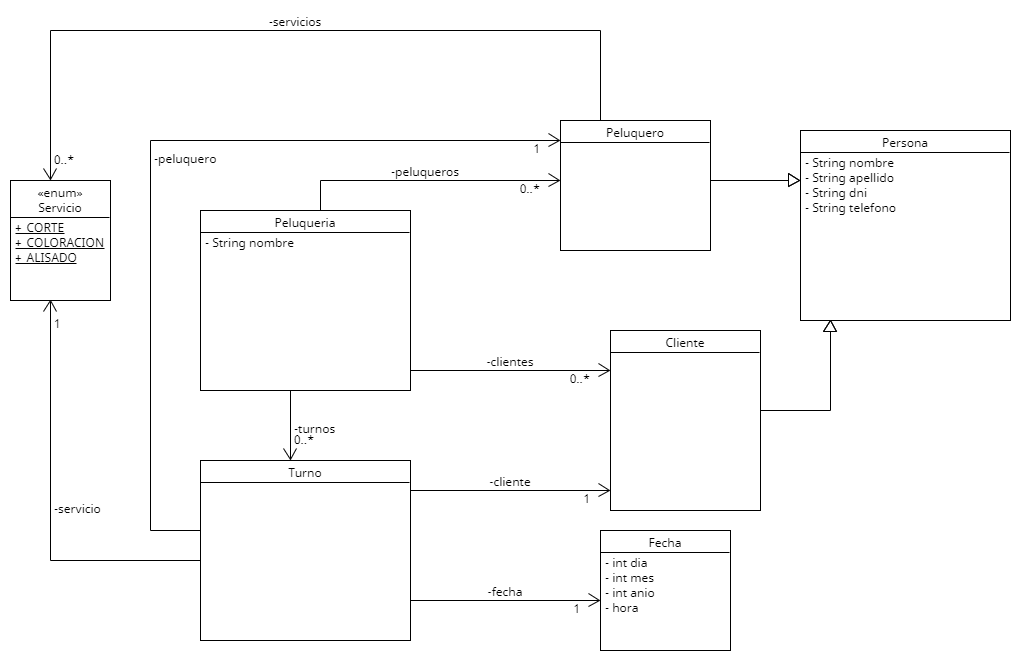 -servicios
0..*
«enum»
Servicio
+ CORTE
+ COLORACION
+ ALISADO
1
-servicio
-peluquero
1
-peluqueros
0..*
Peluquero
Persona
- String nombre
- String apellido
- String dni
- String telefono
Peluqueria
- String nombre
-clientes
0..*
Cliente
-turnos
0..*
Turno
-cliente
1
-fecha
1
Fecha
- int dia
- int mes
- int anio
- hora